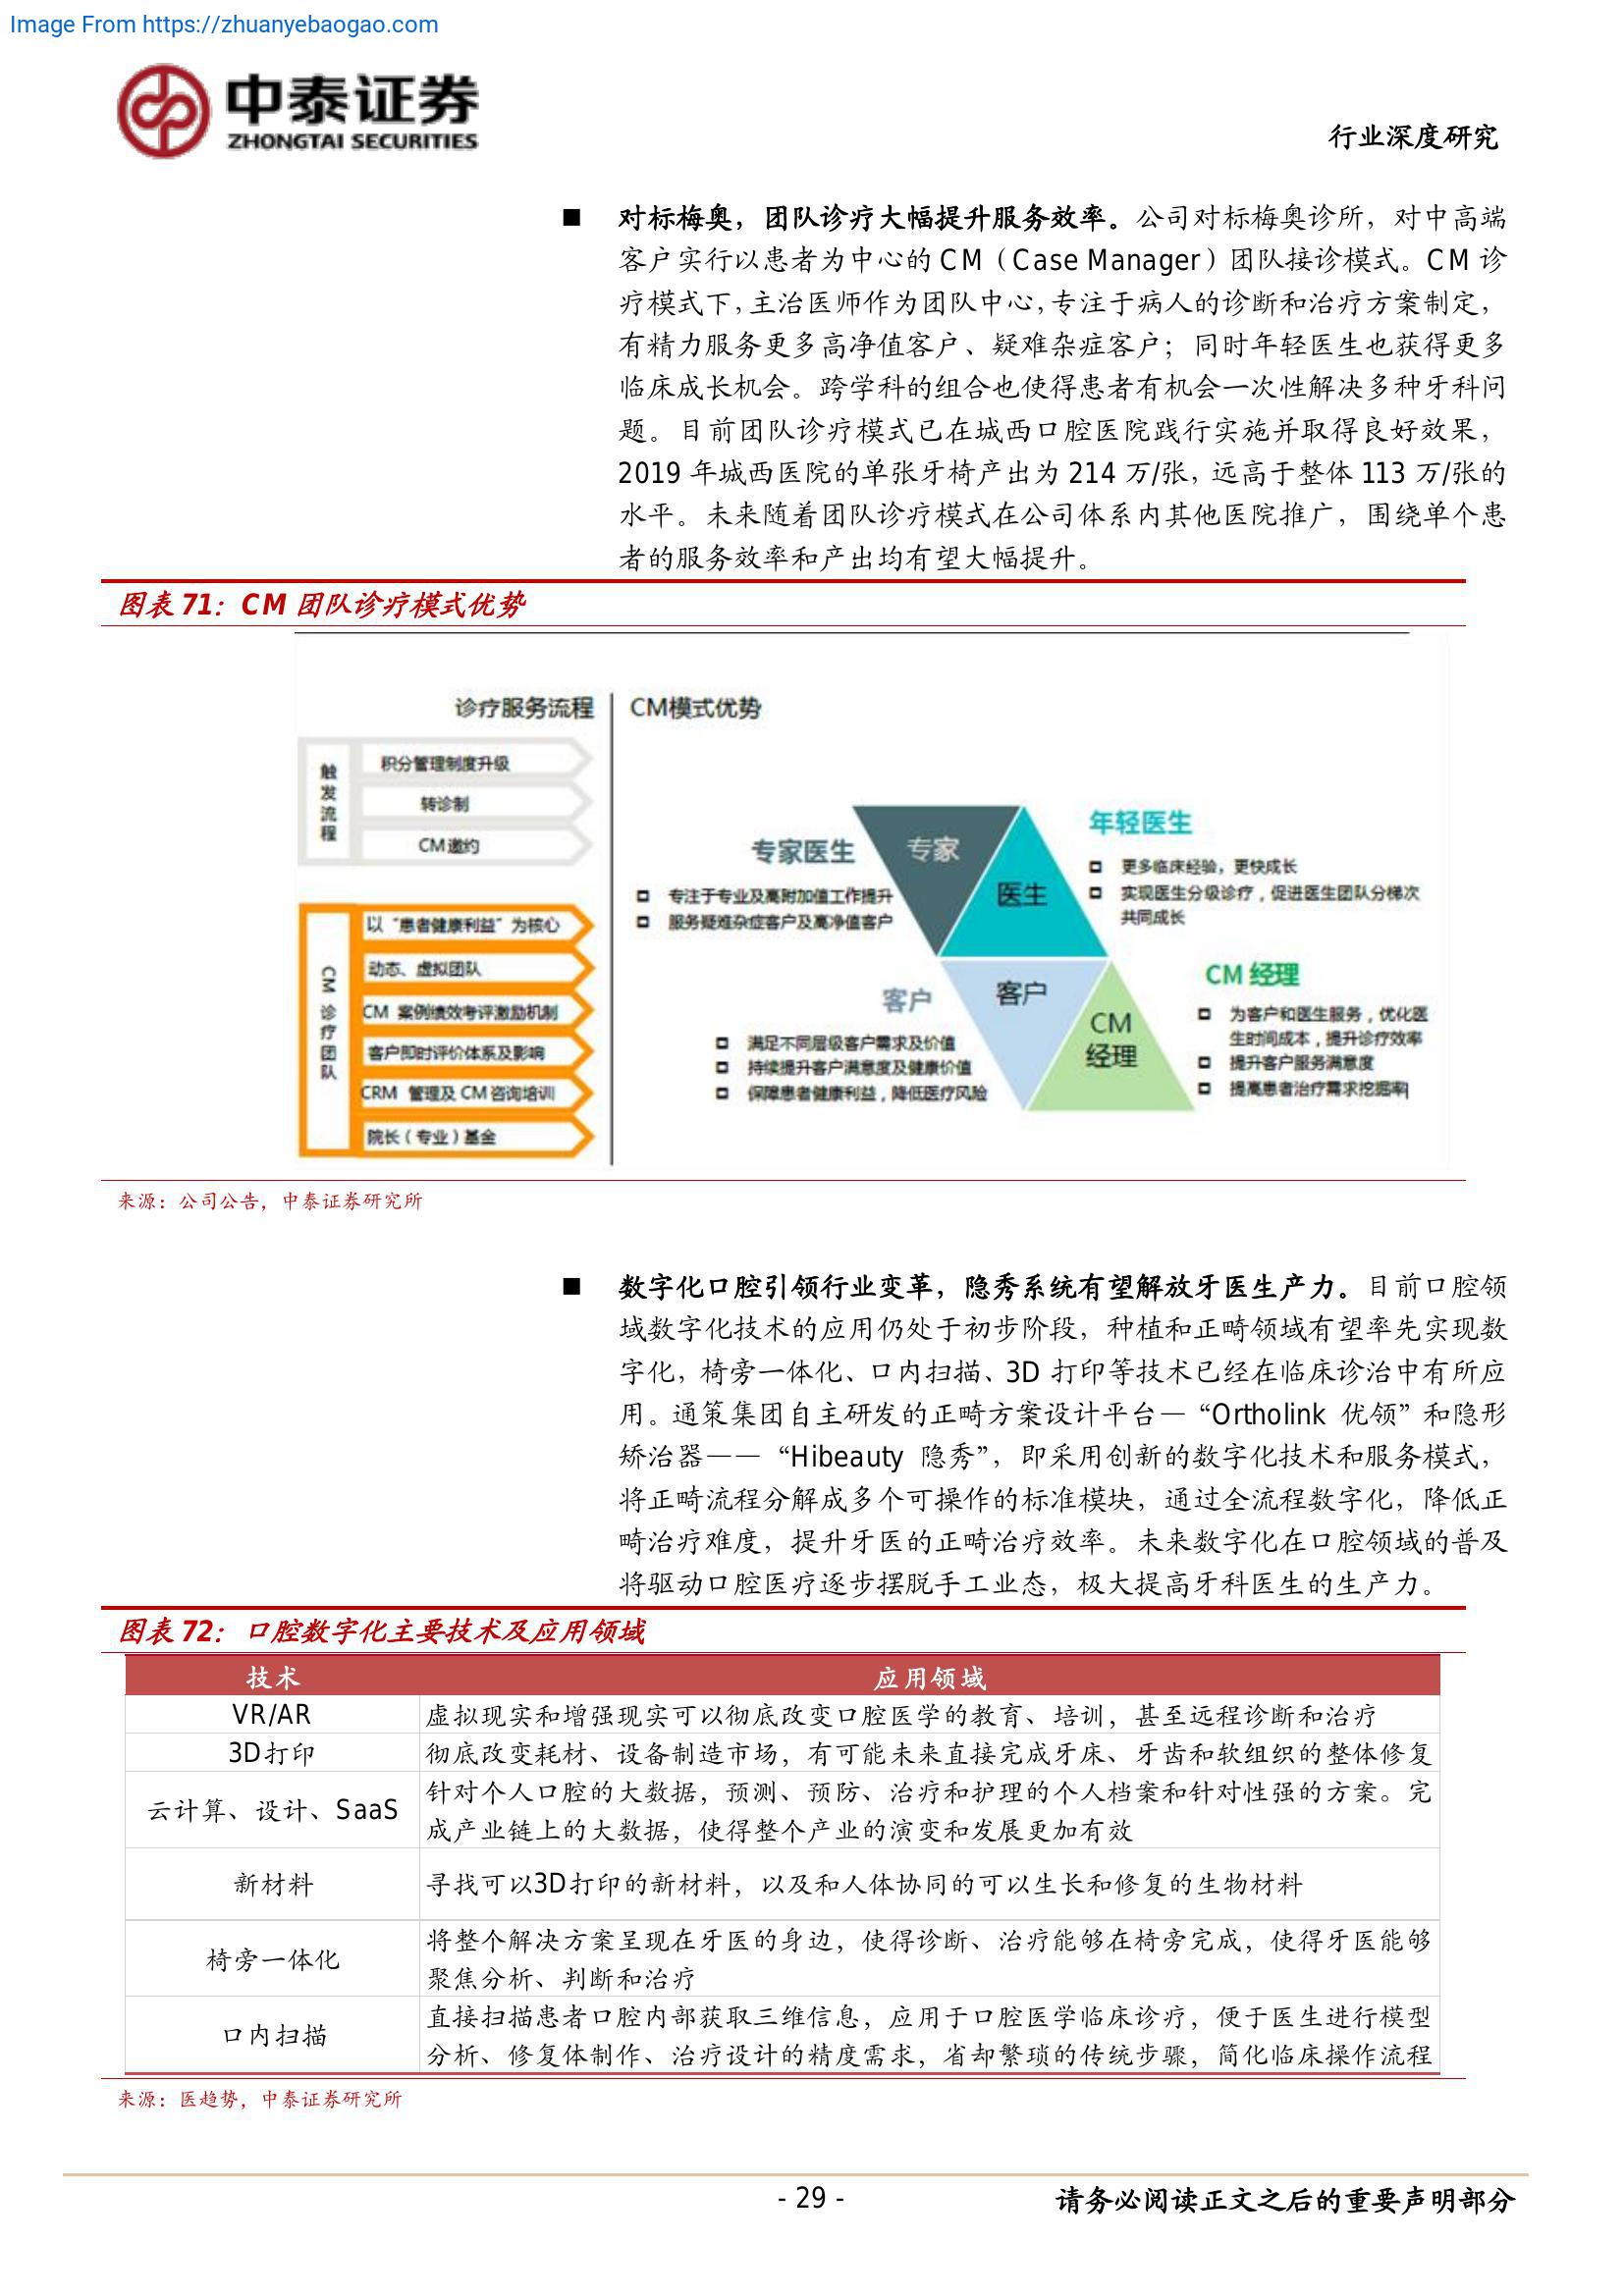 Image From https://zhuanyebaogao.com
中泰证券
ZHONGTAI SECURITIES
行业深度研究
■ 对标梅奥，团队诊疗大幅提升服务效率。公司对标梅奥诊所，对中高端
客户实行以患者为中心的 CM（Case Manager）团队接诊模式。CM 诊
疗模式下，主治医师作为团队中心，专注于病人的诊断和治疗方案制定，
有精力服务更多高净值客户、疑难杂症客户；同时年轻医生也获得更多
临床成长机会。跨学科的组合也使得患者有机会一次性解决多种牙科问
题。目前团队诊疗模式已在城西口腔医院践行实施并取得良好效果，
2019 年城西医院的单张牙椅产出为 214 万/张，远高于整体 113 万/张的
水平。未来随着团队诊疗模式在公司体系内其他医院推广，围绕单个患
者的服务效率和产出均有望大幅提升。
图表 71：CM 团队诊疗模式优势
诊疗服务流程
触发流程
积分管理制度升级
转诊制
CM邀约
CM 诊疗团队
以“患者健康利益”为核心
动态、虚拟团队
CM 案例绩效考评激励机制
客户即时评价体系及影响
CRM 管理及 CM 咨询培训
院长（专业）基金
CM模式优势
专家医生
专注于专业及高附加值工作提升
服务疑难杂症客户及高净值客户
专家
医生
年轻医生
更多临床经验，更快成长
实现医生分级诊疗，促进医生团队分梯次
共同成长
客户
满足不同层级客户需求及价值
持续提升客户满意度及健康价值
保障患者健康利益，降低医疗风险
客户
CM
经理
CM 经理
为客户和医生服务，优化医
生时间成本，提升诊疗效率
提升客户服务满意度
提高患者治疗需求挖掘率
来源：公司公告，中泰证券研究所
■ 数字化口腔引领行业变革，隐秀系统有望解放牙医生产力。目前口腔领
域数字化技术的应用仍处于初步阶段，种植和正畸领域有望率先实现数
字化，椅旁一体化、口内扫描、3D 打印等技术已经在临床诊治中有所应
用。通策集团自主研发的正畸方案设计平台—“Ortholink 优领”和隐形
矫治器——“Hibeauty 隐秀”，即采用创新的数字化技术和服务模式，
将正畸流程分解成多个可操作的标准模块，通过全流程数字化，降低正
畸治疗难度，提升牙医的正畸治疗效率。未来数字化在口腔领域的普及
将驱动口腔医疗逐步摆脱手工业态，极大提高牙科医生的生产力。
图表 72：口腔数字化主要技术及应用领域
技术 应用领域
VR/AR 虚拟现实和增强现实可以彻底改变口腔医学的教育、培训，甚至远程诊断和治疗
3D打印 彻底改变耗材、设备制造市场，有可能未来直接完成牙床、牙齿和软组织的整体修复
云计算、设计、SaaS 针对个人口腔的大数据，预测、预防、治疗和护理的个人档案和针对性强的方案。完
成产业链上的大数据，使得整个产业的演变和发展更加有效
新材料 寻找可以3D打印的新材料，以及和人体协同的可以生长和修复的生物材料
椅旁一体化 将整个解决方案呈现在牙医的身边，使得诊断、治疗能够在椅旁完成，使得牙医能够
聚焦分析、判断和治疗
口内扫描 直接扫描患者口腔内部获取三维信息，应用于口腔医学临床诊疗，便于医生进行模型
分析、修复体制作、治疗设计的精度需求，省却繁琐的传统步骤，简化临床操作流程
来源：医趋势，中泰证券研究所
- 29 -
请务必阅读正文之后的重要声明部分